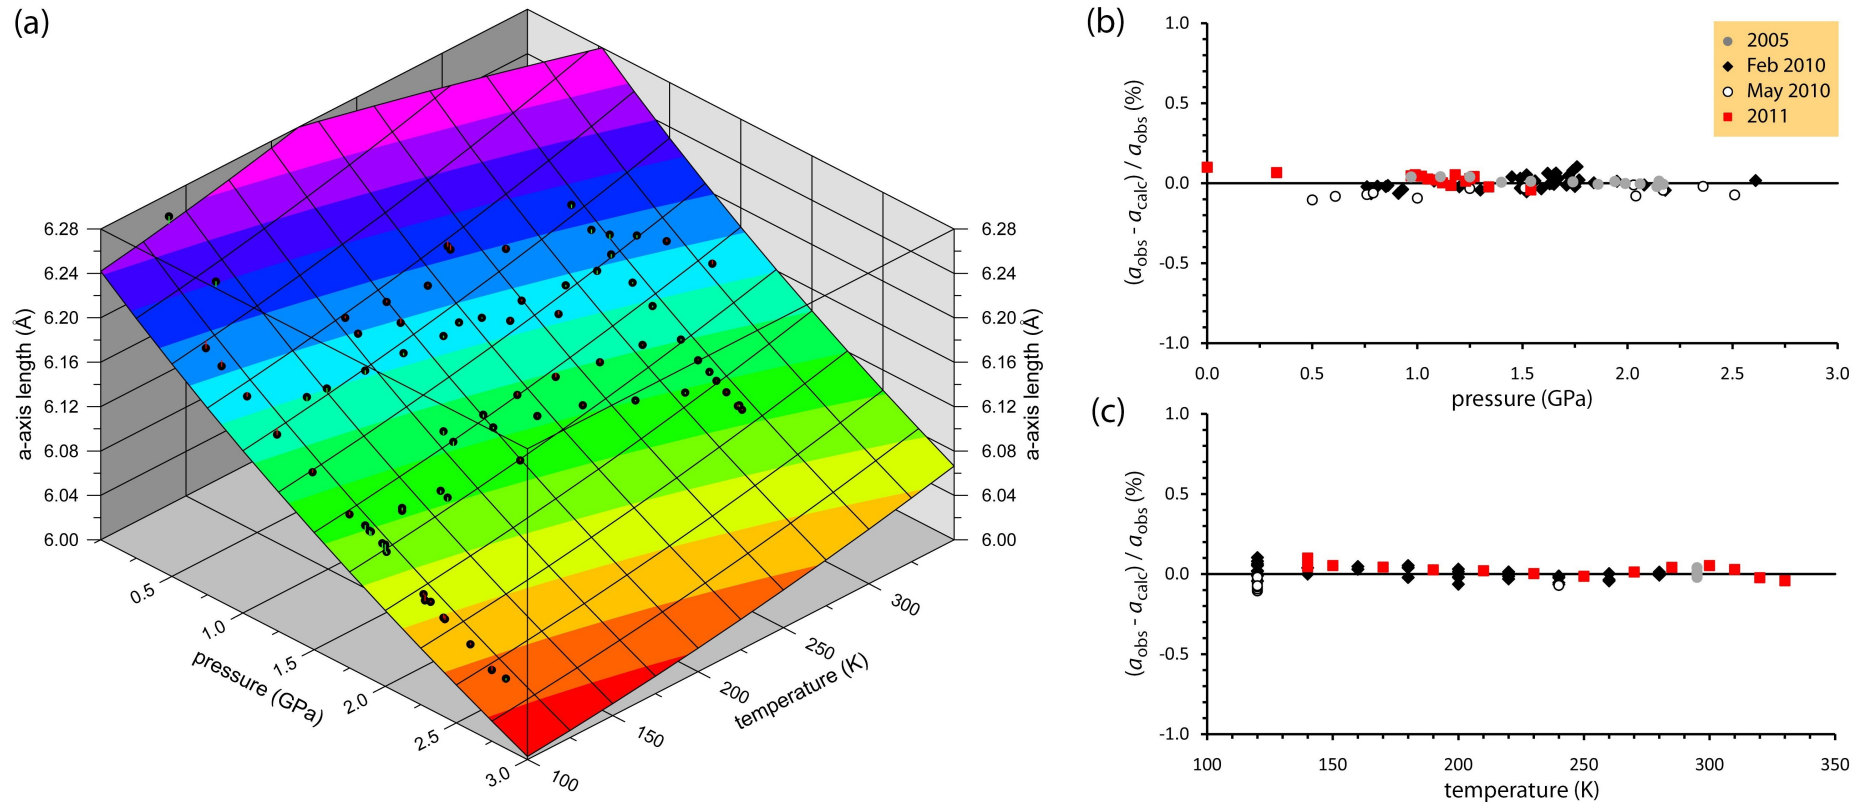 (a)
6.28
6.24
6.20
6.16
6.12
6.08
6.04
6.00
a-axis length (Å)
0.5
1.0
1.5
2.0
2.5
3.0
pressure (GPa)
100
150
200
250
300
temperature (K)
6.28
6.24
6.20
6.16
6.12
6.08
6.04
6.00
a-axis length (Å)
(b)
1.0
0.5
0.0
-0.5
-1.0
(aobs - acalc) / aobs (%)
2005
Feb 2010
May 2010
2011
0.0 0.5 1.0 1.5 2.0 2.5 3.0
pressure (GPa)
(c)
1.0
0.5
0.0
-0.5
-1.0
(aobs - acalc) / aobs (%)
100 150 200 250 300 350
temperature (K)